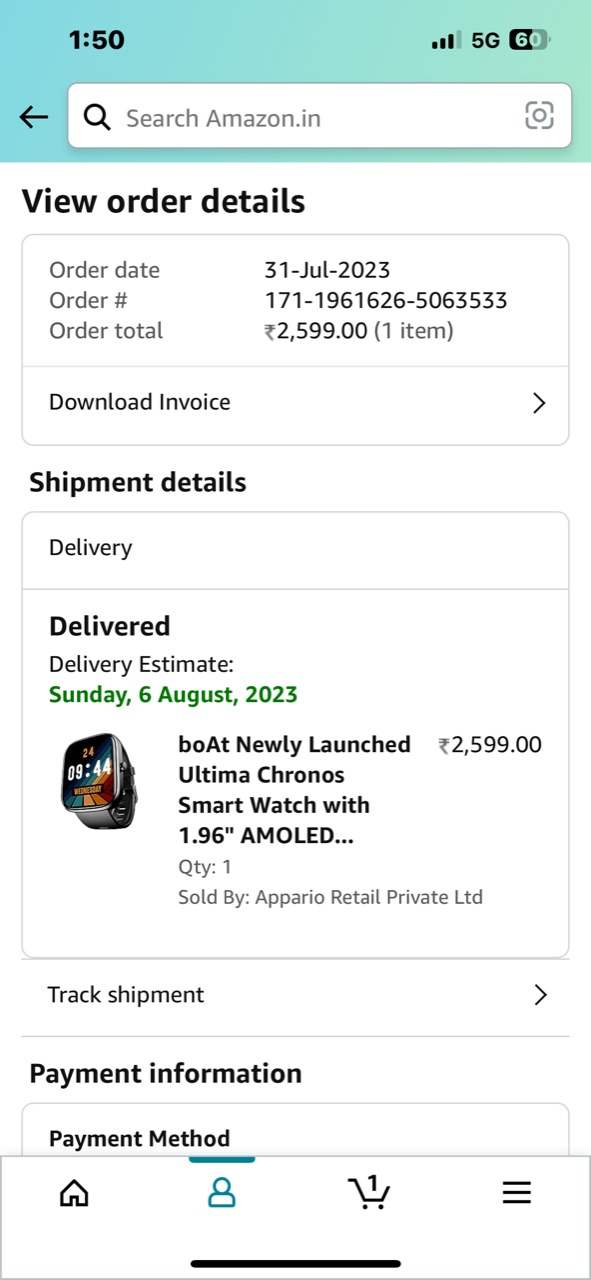 1:50
5G 60
Search Amazon.in
View order details
Order date 31-Jul-2023
Order # 171-1961626-5063533
Order total ₹2,599.00 (1 item)
Download Invoice
Shipment details
Delivery
Delivered
Delivery Estimate:
Sunday, 6 August, 2023
24
09:44
WEDNESDAY
boAt Newly Launched ₹2,599.00
Ultima Chronos
Smart Watch with
1.96" AMOLED...
Qty: 1
Sold By: Appario Retail Private Ltd
Track shipment
Payment information
Payment Method
1